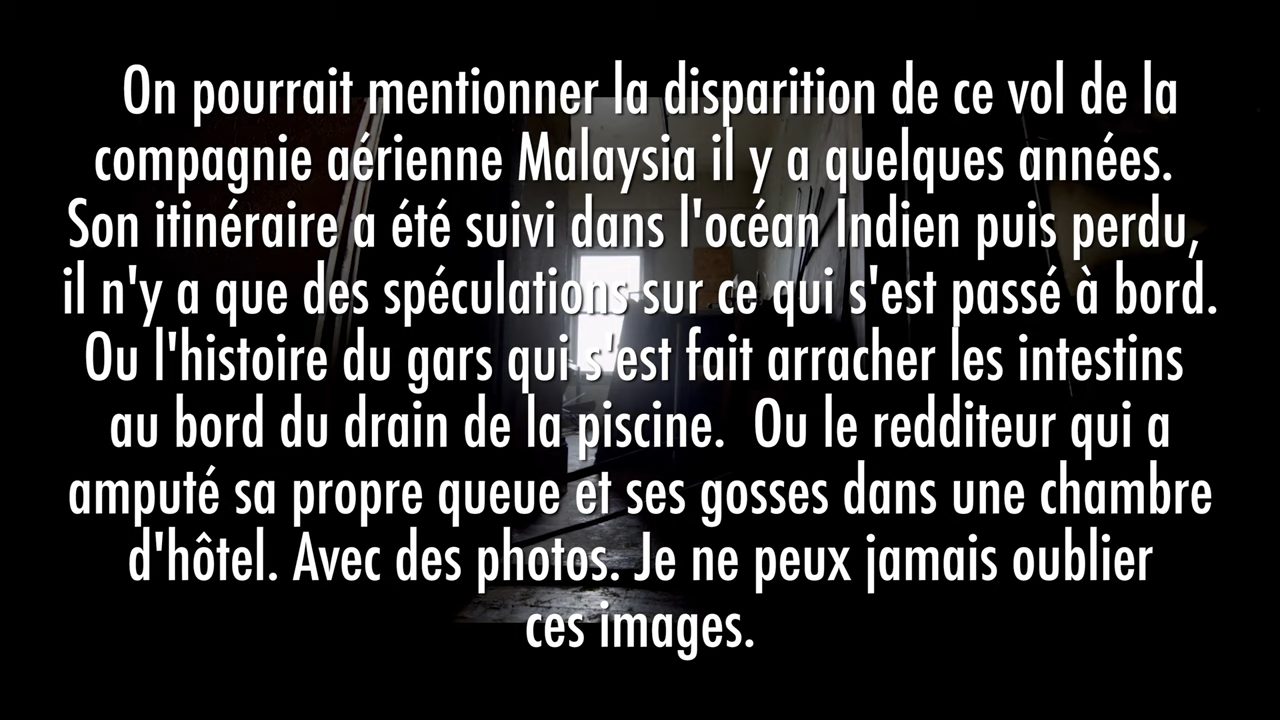 On pourrait mentionner la disparition de ce vol de la
compagnie aérienne Malaysia il y a quelques années.
Son itinéraire a été suivi dans l'océan Indien puis perdu,
il n'y a que des spéculations sur ce qui s'est passé à bord.
Ou l'histoire du gars qui s'est fait arracher les intestins
au bord du drain de la piscine. Ou le redditeur qui a
amputé sa propre queue et ses gosses dans une chambre
d'hôtel. Avec des photos. Je ne peux jamais oublier
ces images.